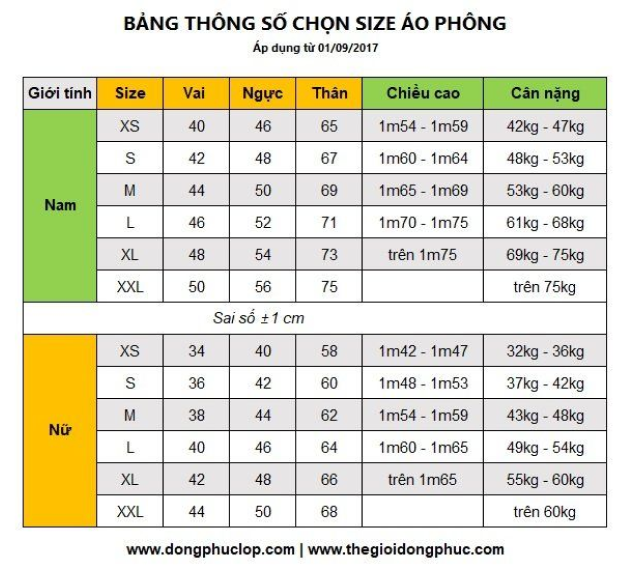 BẢNG THÔNG SỐ CHỌN SIZE ÁO PHÔNG
Áp dụng từ 01/09/2017
Giới tính Size Vai Ngực Thân Chiều cao Cân nặng
XS 40 46 65 1m54 - 1m59 42kg - 47kg
S 42 48 67 1m60 - 1m64 48kg - 53kg
M 44 50 69 1m65 - 1m69 53kg - 60kg
Nam
L 46 52 71 1m70 - 1m75 61kg - 68kg
XL 48 54 73 trên 1m75 69kg - 75kg
XXL 50 56 75 trên 75kg
Sai số ±1 cm
XS 34 40 58 1m42 - 1m47 32kg - 36kg
S 36 42 60 1m48 - 1m53 37kg - 42kg
M 38 44 62 1m54 - 1m59 43kg - 48kg
Nữ
L 40 46 64 1m60 - 1m65 49kg - 54kg
XL 42 48 66 trên 1m65 55kg - 60kg
XXL 44 50 68 trên 60kg
www.dongphuclop.com | www.thegioidongphuc.com